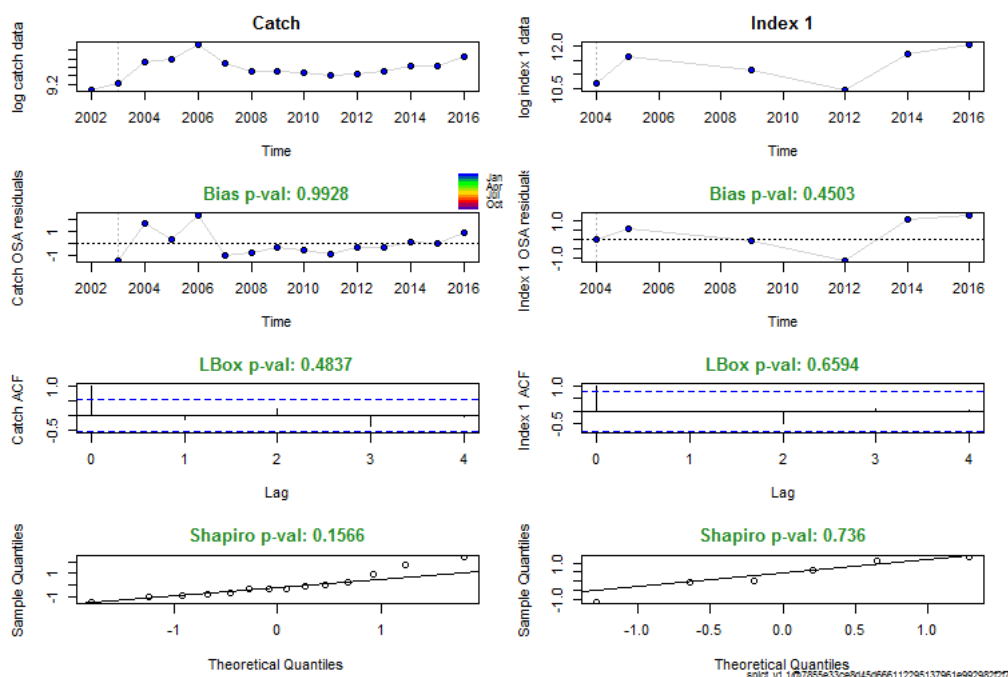 Catch
log catch data
9.2
2002 2004 2006 2008 2010 2012 2014 2016
Time
Index 1
log index 1 data
10.5 12.0
2004 2006 2008 2010 2012 2014 2016
Time
Bias p-val: 0.9928
Jan
Apr
Jul
Oct
Catch OSA residuals
-1 1
2002 2004 2006 2008 2010 2012 2014 2016
Time
Bias p-val: 0.4503
Index 1 OSA residuals
-1.0 1.0
2004 2006 2008 2010 2012 2014 2016
Time
LBox p-val: 0.4837
Catch ACF
-0.5 1.0
0 1 2 3 4
Lag
LBox p-val: 0.6594
Index 1 ACF
-0.5 1.0
0 1 2 3 4
Lag
Shapiro p-val: 0.1566
Sample Quantiles
-1 1
-1 0 1
Theoretical Quantiles
Shapiro p-val: 0.736
Sample Quantiles
-1.0 1.0
-1.0 -0.5 0.0 0.5 1.0
Theoretical Quantiles